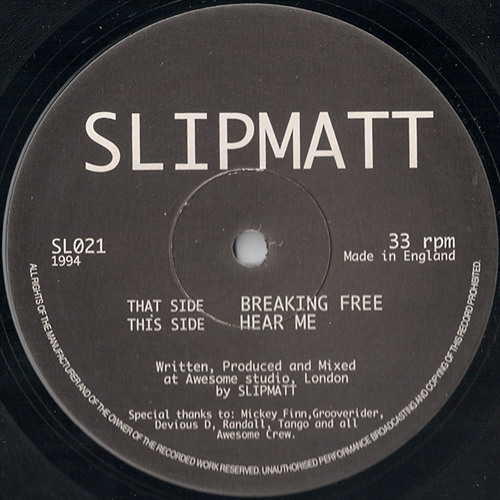 SLIPMATT
SL021
1994
33 rpm
Made in England
THAT SIDE BREAKING FREE
THIS SIDE HEAR ME
Written, Produced and Mixed
at Awesome studio, London
by SLIPMATT
Special thanks to: Mickey Finn,Grooverider,
Devious D, Randall, Tango and all
Awesome Crew.
ALL RIGHTS OF THE MANUFACTURER AND OF THE OWNER OF THE RECORDED WORK RESERVED. UNAUTHORISED PERFORMANCE BROADCASTING AND COPYING OF THIS RECORD PROHIBITED.